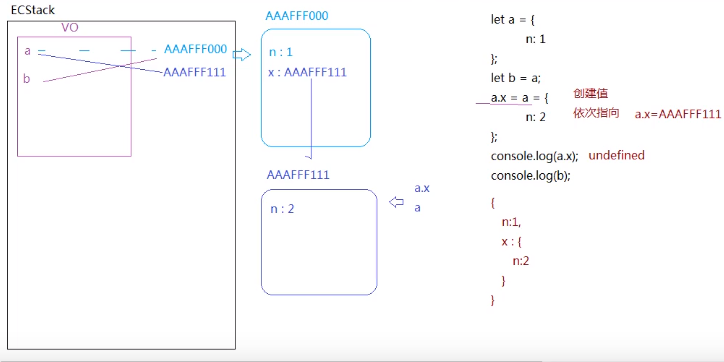 ECStack
VO
a
b
AAAFFF000
AAAFFF111
AAAFFF000
n : 1
x : AAAFFF111
AAAFFF111
n : 2
a.x
a
let a = {
n: 1
};
let b = a;
a.x = a = { 创建值
n: 2 依次指向 a.x=AAAFFF111
};
console.log(a.x); undefined
console.log(b);
{
n:1,
x : {
n:2
}
}